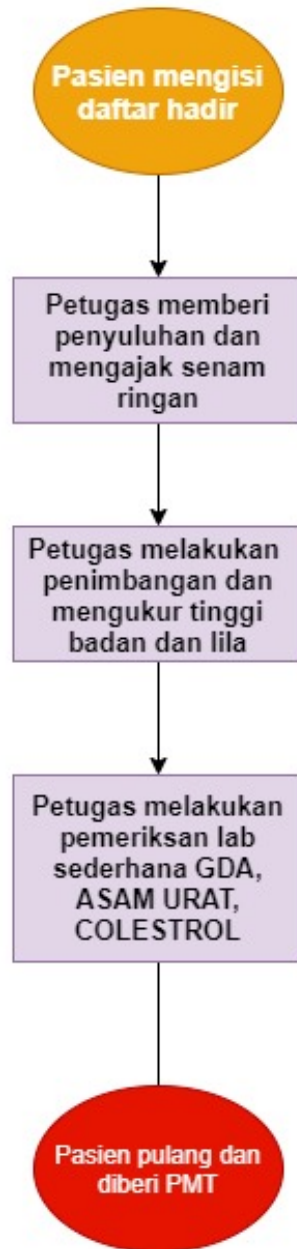 Pasien mengisi
daftar hadir
Petugas memberi
penyuluhan dan
mengajak senam
ringan
Petugas melakukan
penimbangan dan
mengukur tinggi
badan dan lila
Petugas melakukan
pemeriksan lab
sederhana GDA,
ASAM URAT,
COLESTROL
Pasien pulang dan
diberi PMT